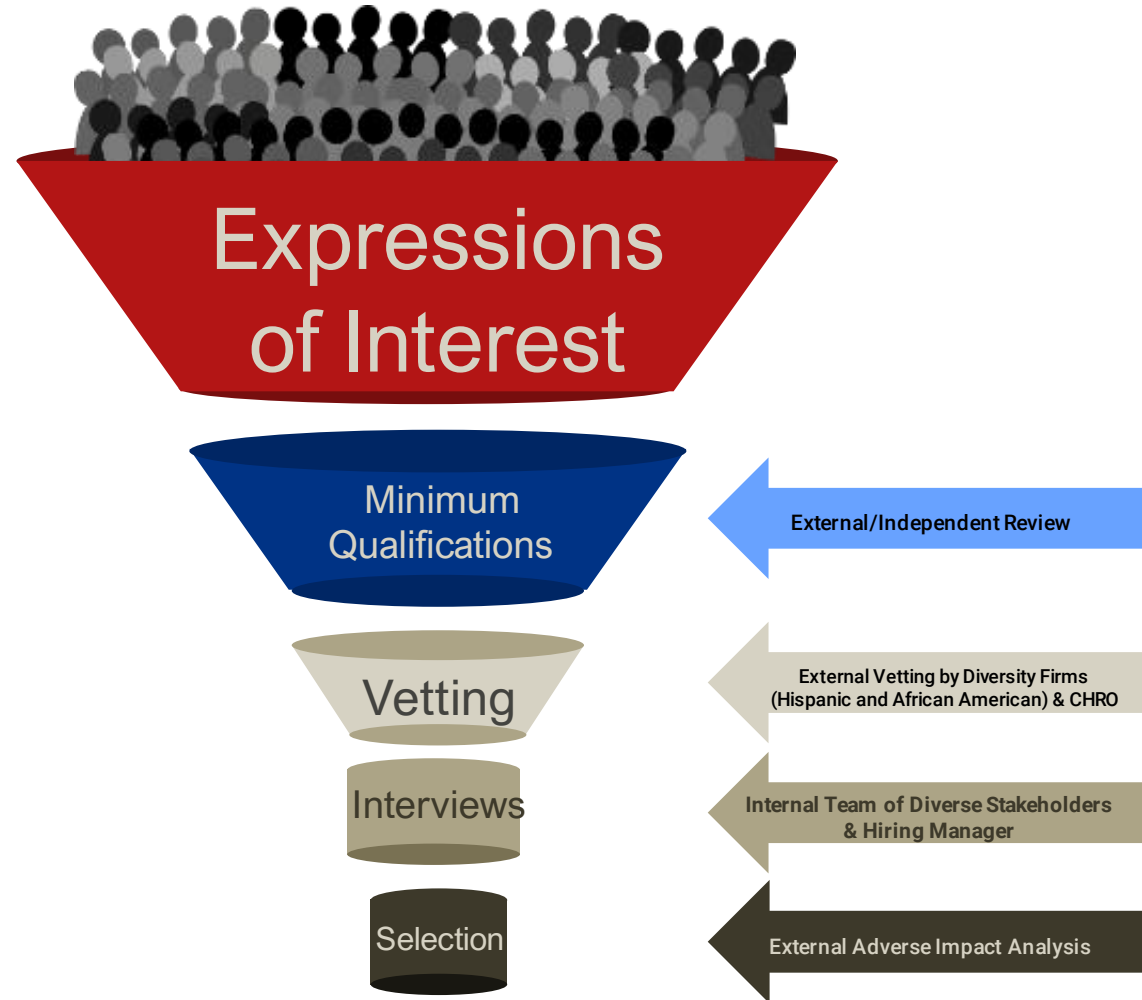 Expressions
of Interest
Minimum
Qualifications
External/Independent Review
Vetting
External Vetting by Diversity Firms
(Hispanic and African American) & CHRO
Interviews
Internal Team of Diverse Stakeholders
& Hiring Manager
Selection
External Adverse Impact Analysis